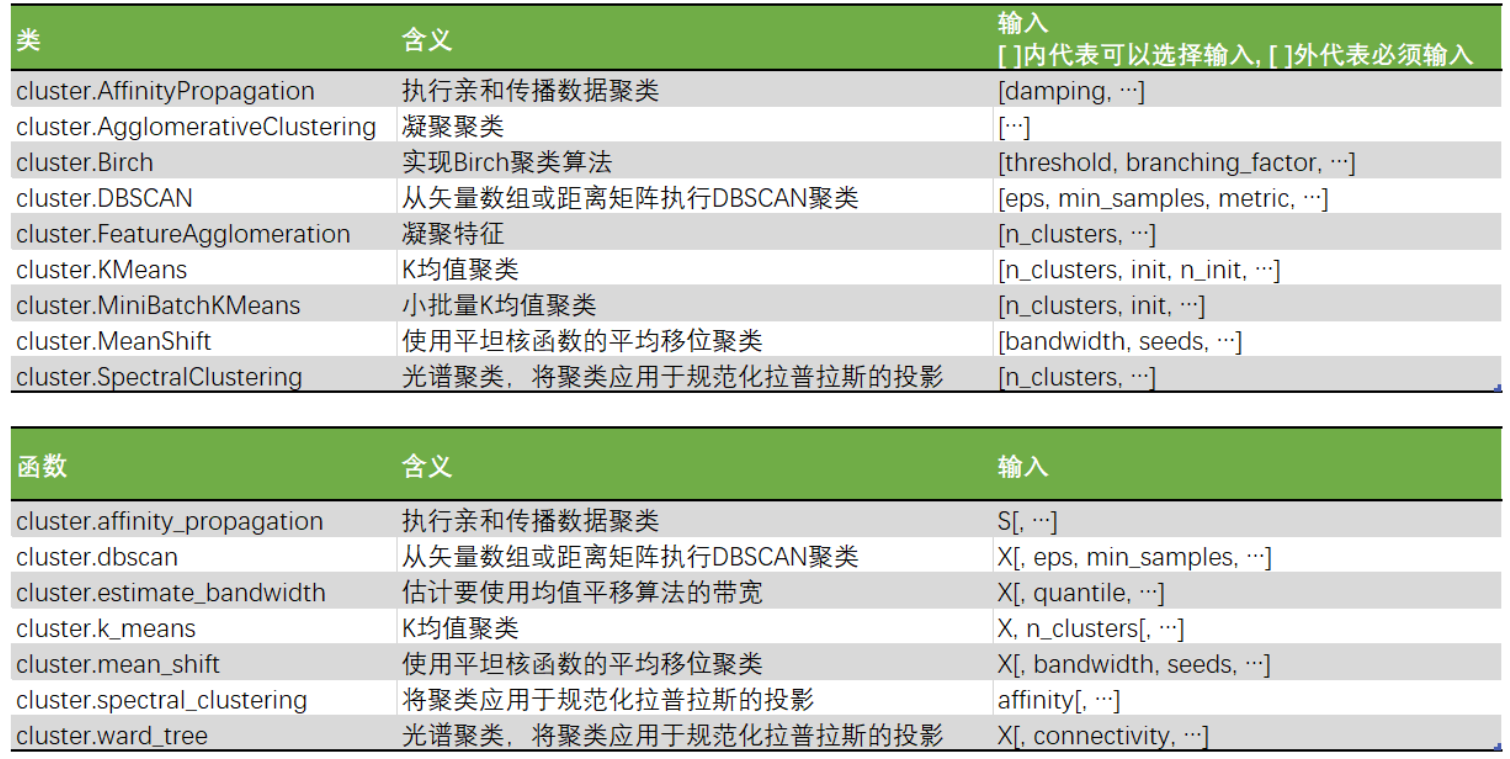 类 含义 输入
[ ]内代表可以选择输入, [ ]外代表必须输入
cluster.AffinityPropagation 执行亲和传播数据聚类 [damping, …]
cluster.AgglomerativeClustering 凝聚聚类 […]
cluster.Birch 实现Birch聚类算法 [threshold, branching_factor, …]
cluster.DBSCAN 从矢量数组或距离矩阵执行DBSCAN聚类 [eps, min_samples, metric, …]
cluster.FeatureAgglomeration 凝聚特征 [n_clusters, …]
cluster.KMeans K均值聚类 [n_clusters, init, n_init, …]
cluster.MiniBatchKMeans 小批量K均值聚类 [n_clusters, init, …]
cluster.MeanShift 使用平坦核函数的平均移位聚类 [bandwidth, seeds, …]
cluster.SpectralClustering 光谱聚类，将聚类应用于规范化拉普拉斯的投影 [n_clusters, …]
函数 含义 输入
cluster.affinity_propagation 执行亲和传播数据聚类 S[, …]
cluster.dbscan 从矢量数组或距离矩阵执行DBSCAN聚类 X[, eps, min_samples, …]
cluster.estimate_bandwidth 估计要使用均值平移算法的带宽 X[, quantile, …]
cluster.k_means K均值聚类 X, n_clusters[, …]
cluster.mean_shift 使用平坦核函数的平均移位聚类 X[, bandwidth, seeds, …]
cluster.spectral_clustering 将聚类应用于规范化拉普拉斯的投影 affinity[, …]
cluster.ward_tree 光谱聚类，将聚类应用于规范化拉普拉斯的投影 X[, connectivity, …]